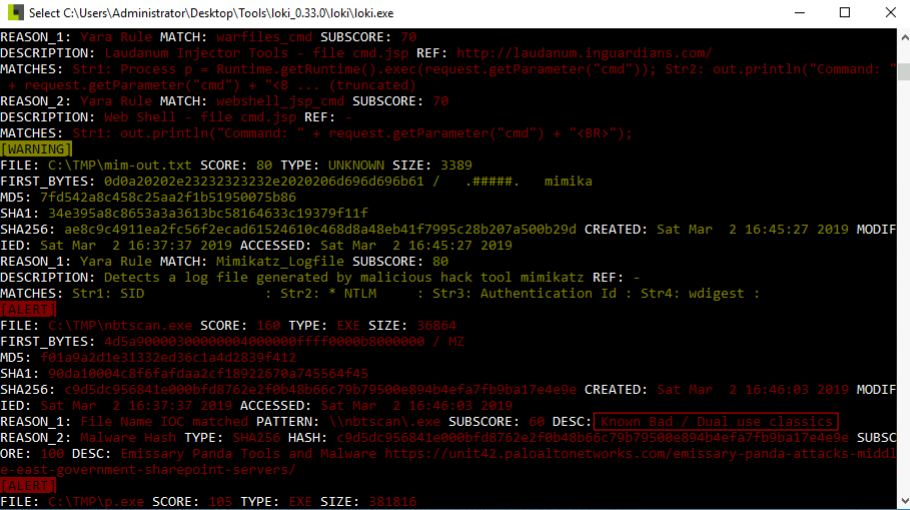 Select C:\Users\Administrator\Desktop\Tools\loki_0.33.0\loki\loki.exe
REASON_1: Yara Rule MATCH: warfiles_cmd SUBSCORE: 70
DESCRIPTION: Laudanum Injector Tools - file cmd.jsp REF: http://laudanum.inguardians.com/
MATCHES: Str1: Process p = Runtime.getRuntime().exec(request.getParameter("cmd")); Str2: out.println("Command: "
+ request.getParameter("cmd") + "<B ... (truncated)
REASON_2: Yara Rule MATCH: webshell_jsp_cmd SUBSCORE: 70
DESCRIPTION: Web Shell - file cmd.jsp REF: -
MATCHES: Str1: out.println("Command: " + request.getParameter("cmd") + "<BR>");
[WARNING]
FILE: C:\TMP\mim-out.txt SCORE: 80 TYPE: UNKNOWN SIZE: 3389
FIRST_BYTES: 0d0a20202e23232323232e2020206d696d696b61 /   .#####.   mimika
MD5: 7fd542a8c458c25aa2f1b51950075b86
SHA1: 34e395a8c8653a3a3613bc58164633c19379f11f
SHA256: ae8c9c4911ea2fc56f2ecad61524610c468d8a48eb41f7995c28b207a500b29d CREATED: Sat Mar  2 16:45:27 2019 MODIF
IED: Sat Mar  2 16:37:37 2019 ACCESSED: Sat Mar  2 16:45:27 2019
REASON_1: Yara Rule MATCH: Mimikatz_Logfile SUBSCORE: 80
DESCRIPTION: Detects a log file generated by malicious hack tool mimikatz REF: -
MATCHES: Str1: SID               : Str2: * NTLM     : Str3: Authentication Id : Str4: wdigest :
[ALERT]
FILE: C:\TMP\nbtscan.exe SCORE: 160 TYPE: EXE SIZE: 36864
FIRST_BYTES: 4d5a90000300000004000000ffff0000b8000000 / MZ
MD5: f01a9a2d1e31332ed36c1a4d2839f412
SHA1: 90da10004c8f6fafdaa2cf18922670a745564f45
SHA256: c9d5dc956841e000bfd8762e2f0b48b66c79b79500e894b4efa7fb9ba17e4e9e CREATED: Sat Mar  2 16:46:03 2019 MODIF
IED: Sat Mar  2 16:37:37 2019 ACCESSED: Sat Mar  2 16:46:03 2019
REASON_1: File Name IOC matched PATTERN: \\nbtscan\.exe SUBSCORE: 60 DESC: Known Bad / Dual use classics
REASON_2: Malware Hash TYPE: SHA256 HASH: c9d5dc956841e000bfd8762e2f0b48b66c79b79500e894b4efa7fb9ba17e4e9e SUBSC
ORE: 100 DESC: Emissary Panda Tools and Malware https://unit42.paloaltonetworks.com/emissary-panda-attacks-middl
e-east-government-sharepoint-servers/
[ALERT]
FILE: C:\TMP\p.exe SCORE: 105 TYPE: EXE SIZE: 381816